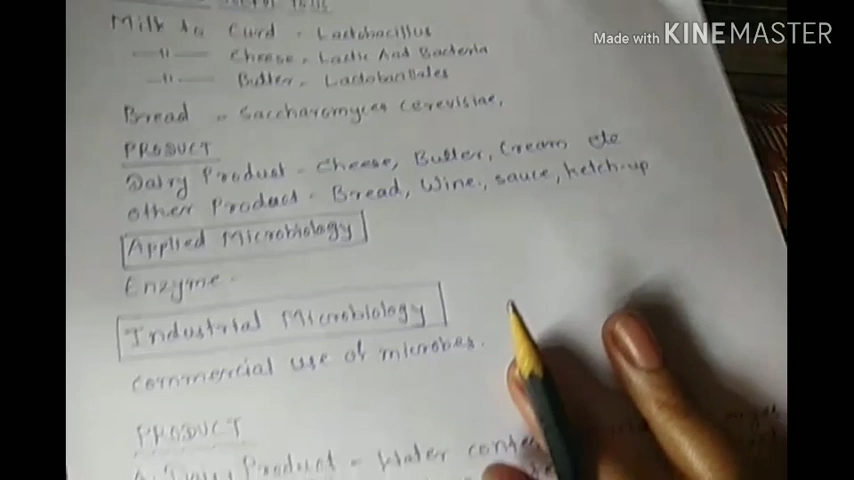 Made with KINEMASTER
Milk to Curd = Lactobacillus
—"— Cheese = Lactic And Bacteria
—"— Butter = 
Bread = Saccharomyces Cerevisiae,
PRODUCT
Dairy Product - Cheese, Butter, Cream etc
other Product - Bread, Wine, sauce, ketch-up
Applied Microbiology
Enzyme -
Industrial Microbiology
commercial use of microbes.
PRODUCT
Product - Water